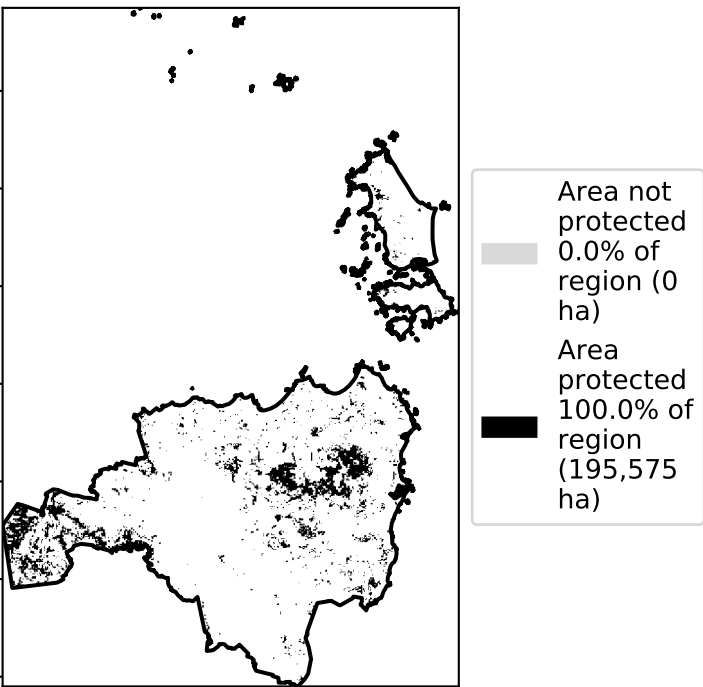 Area not
protected
0.0% of
region (0
ha)
Area
protected
100.0% of
region
(195,575
ha)